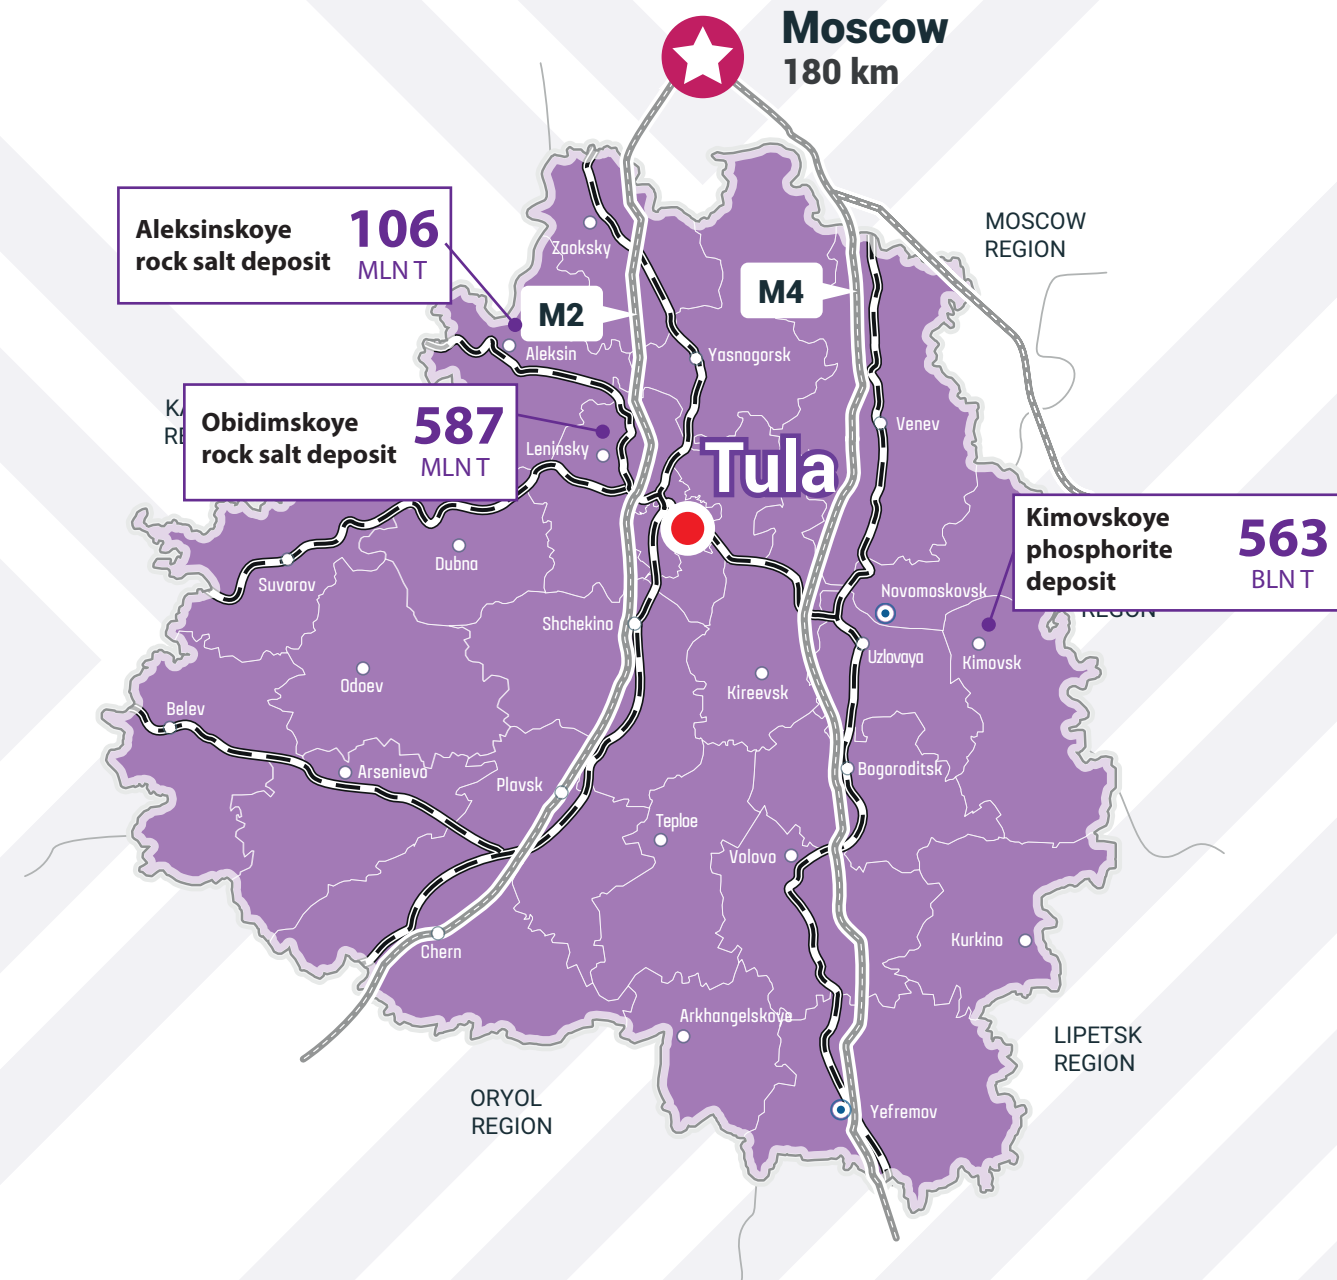 Moscow
180 km
MOSCOW
REGION
Aleksinskoye
rock salt deposit
106
MLN T
Zaoksky
M2
M4
Aleksin
Yasnogorsk
Obidimskoye
rock salt deposit
587
MLN T
Leninsky
Venev
Tula
Kimovskoye
phosphorite
deposit
563
BLN T
Suvorov
Dubna
Novomoskovsk
Shchekino
Uzlovaya
Kimovsk
Odoev
Kireevsk
Belev
Arsenievo
Plavsk
Bogoroditsk
Teploe
Volovo
Chern
Kurkino
Arkhangelskoye
LIPETSK
REGION
ORYOL
REGION
Yefremov